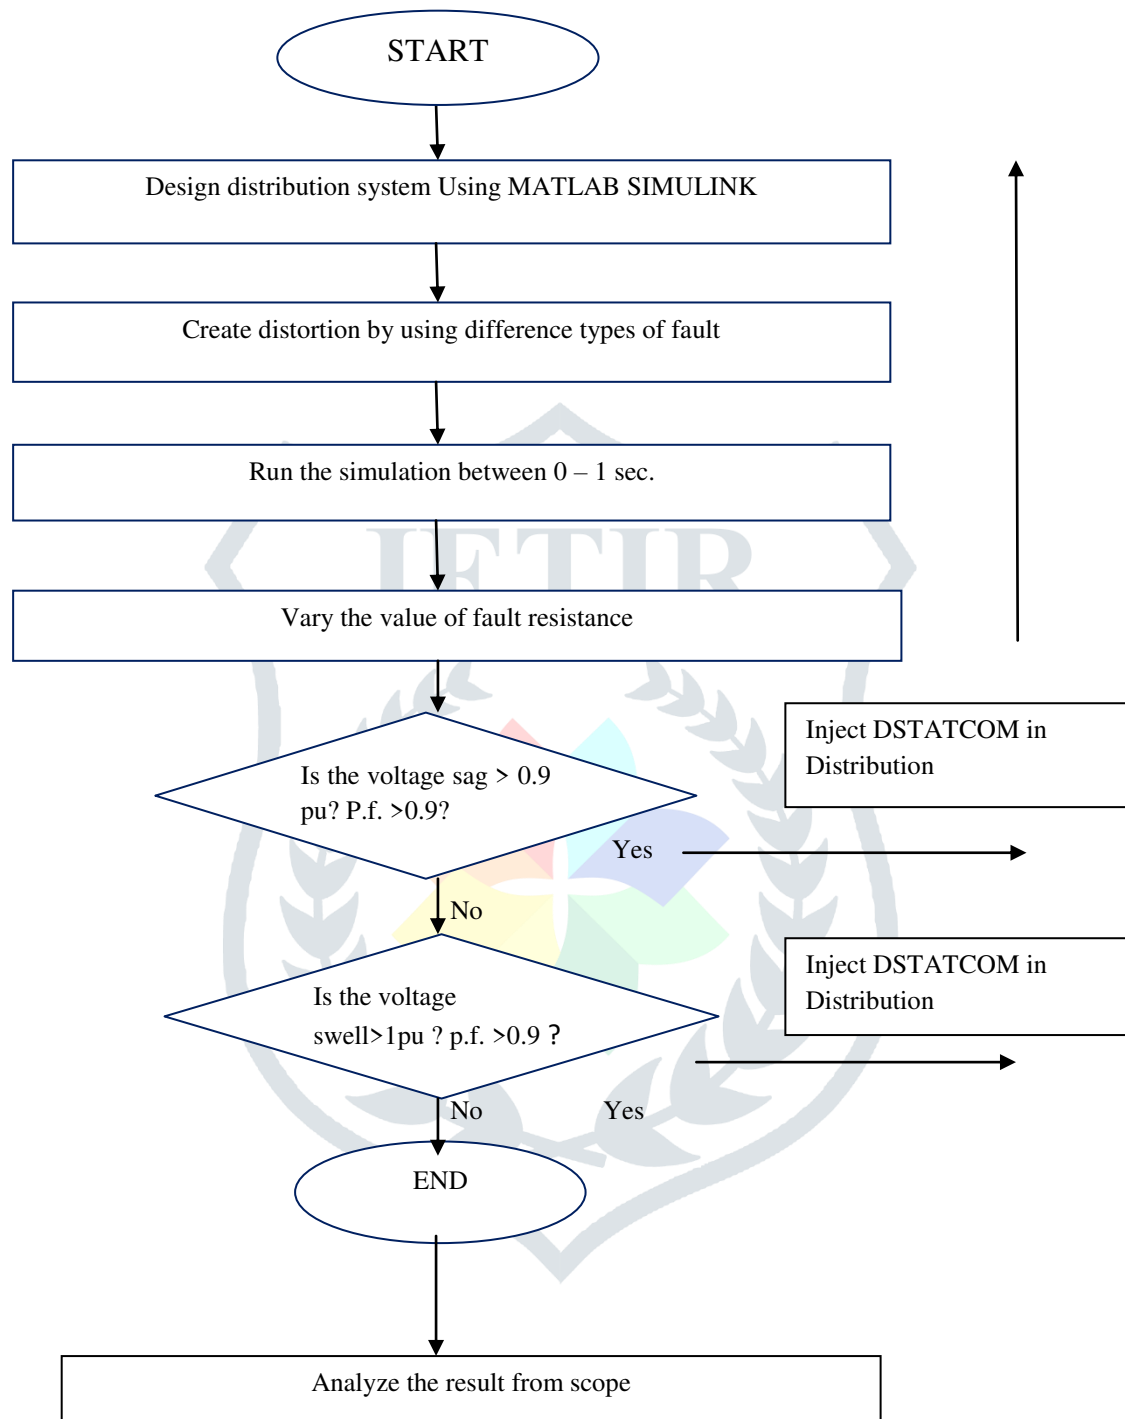 START
Design distribution system Using MATLAB SIMULINK
Create distortion by using difference types of fault
Run the simulation between 0 – 1 sec.
JETIR
Vary the value of fault resistance
Inject DSTATCOM in
Distribution
Is the voltage sag > 0.9
pu? P.f. >0.9?
Yes
No
Inject DSTATCOM in
Distribution
Is the voltage
swell>1pu ? p.f. >0.9 ?
No
Yes
END
Analyze the result from scope